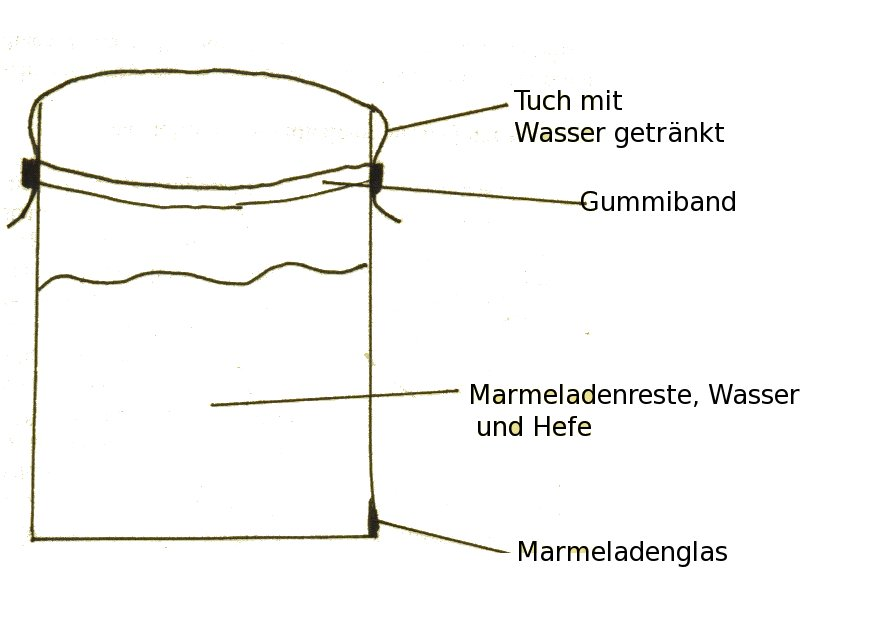 Tuch mit
Wasser getränkt
Gummiband
Marmeladenreste, Wasser
und Hefe
Marmeladenglas